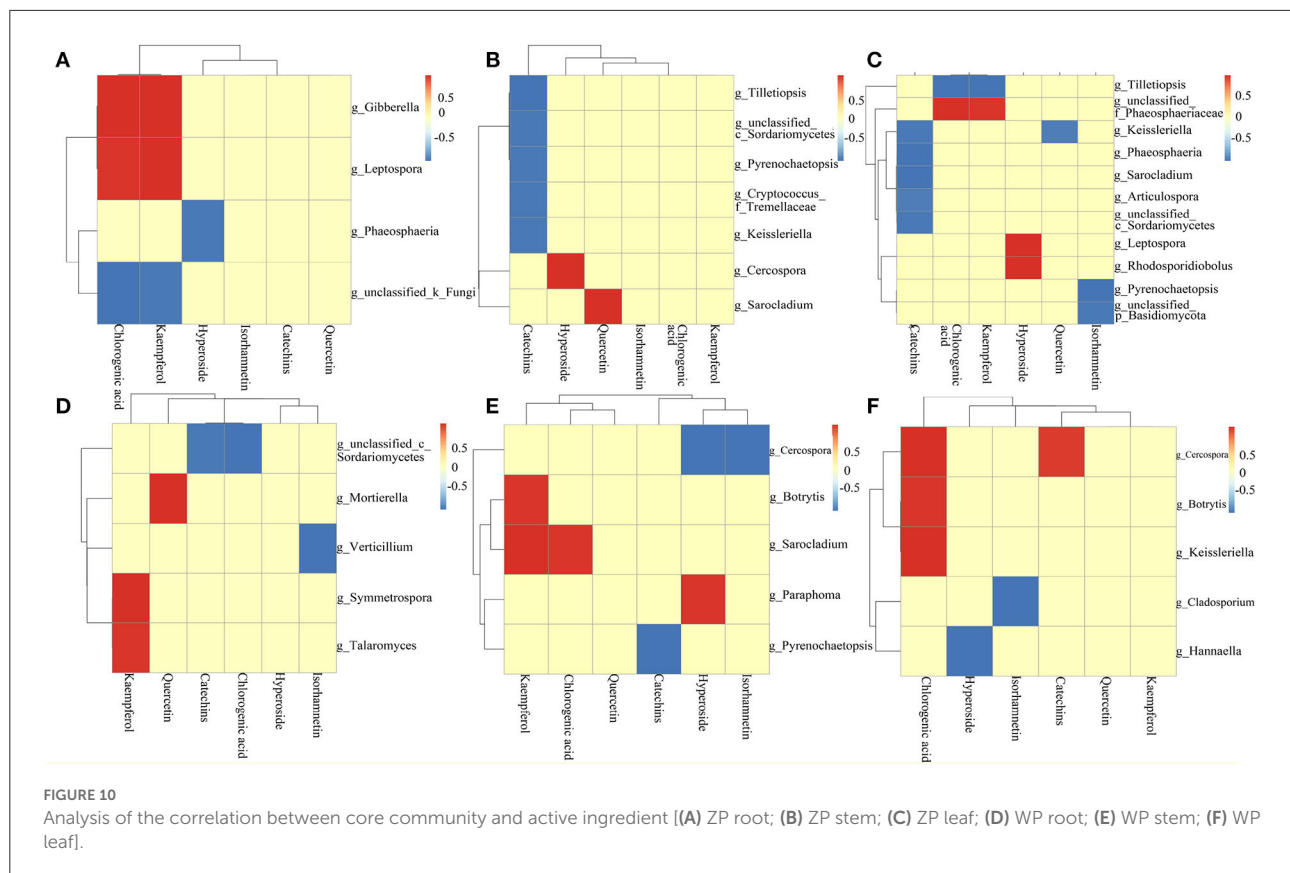 A
0.5
0
-0.5
g_Gibberella
g_Leptospora
g_Phaeosphaeria
g_unclassified_k_Fungi
Chlorogenic acid
Kaempferol
Hyperoside
Isorhamnetin
Catechins
Quercetin
B
0.5
0
-0.5
g_Tilletiopsis
g_unclassified_
c_Sordariomycetes
g_Pyrenochaetopsis
g_Cryptococcus_
f_Tremellaceae
g_Keissleriella
g_Cercospora
g_Sarocladium
Catechins
Hyperoside
Quercetin
Isorhamnetin
Chlorogenic
acid
Kaempferol
C
0.5
0
-0.5
g_Tilletiopsis
g_unclassified_
f_Phaeosphaeriaceae
g_Keissleriella
g_Phaeosphaeria
g_Sarocladium
g_Articulospora
g_unclassified_
c_Sordariomycetes
g_Leptospora
g_Rhodosporidiobolus
g_Pyrenochaetopsis
g_unclassified_
p_Basidiomycota
Catechins
Chlorogenic
acid
Kaempferol
Hyperoside
Quercetin
Isorhamnetin
D
0.5
0
-0.5
g_unclassified_c_
Sordariomycetes
g_Mortierella
g_Verticillium
g_Symmetrospora
g_Talaromyces
Kaempferol
Quercetin
Catechins
Chlorogenic acid
Hyperoside
Isorhamnetin
E
0.5
0
-0.5
g_Cercospora
g_Botrytis
g_Sarocladium
g_Paraphoma
g_Pyrenochaetopsis
Kaempferol
Chlorogenic acid
Quercetin
Catechins
Hyperoside
Isorhamnetin
F
0.5
0
-0.5
g_Cercospora
g_Botrytis
g_Keissleriella
g_Cladosporium
g_Hannaella
Chlorogenic acid
Hyperoside
Isorhamnetin
Catechins
Quercetin
Kaempferol
FIGURE 10
Analysis of the correlation between core community and active ingredient [(A) ZP root; (B) ZP stem; (C) ZP leaf; (D) WP root; (E) WP stem; (F) WP
leaf].